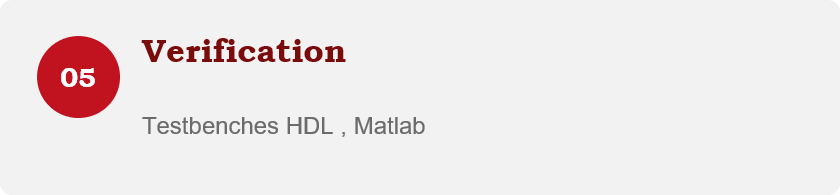 05
Verification
Testbenches HDL , Matlab